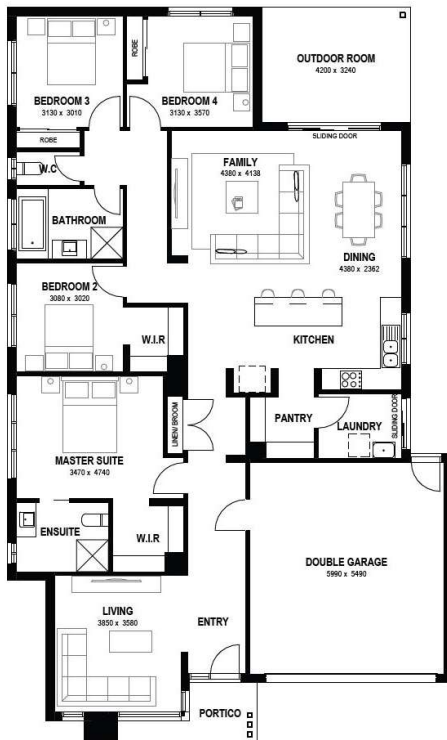 ROBE
OUTDOOR ROOM
4200 x 3240
BEDROOM 3
3130 x 3010
BEDROOM 4
3130 x 3570
ROBE
SLIDING DOOR
W.C
FAMILY
4380 x 4138
BATHROOM
DINING
4380 x 2362
BEDROOM 2
3080 x 3020
W.I.R
KITCHEN
LINEN/ BROOM
PANTRY
LAUNDRY
SLIDING DOOR
MASTER SUITE
3470 x 4740
ENSUITE
W.I.R
DOUBLE GARAGE
5990 x 5490
LIVING
3850 x 3580
ENTRY
PORTICO